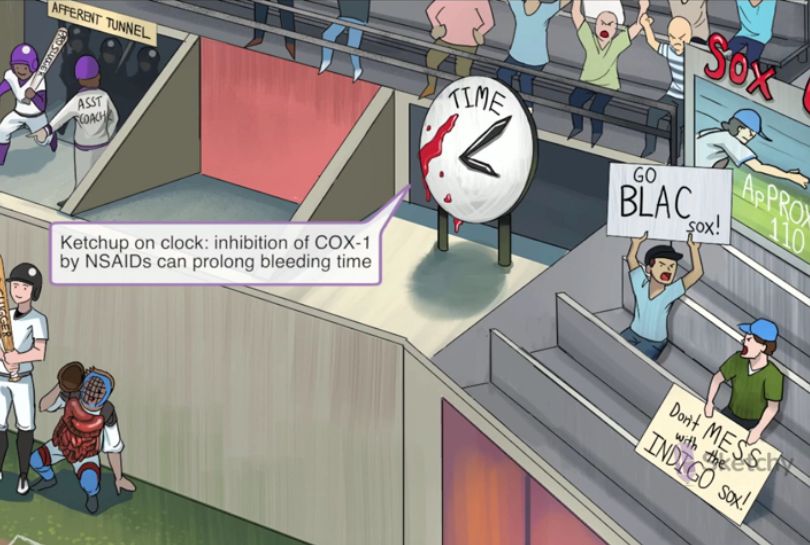 AFFERENT TUNNEL
ASST
COACH
TIME
SOX
GO
BLAC
SOX!
APPROX
110
Ketchup on clock: inhibition of COX-1
by NSAIDs can prolong bleeding time
Don't MESS
with the
INDIGO SOX!
Sketchy